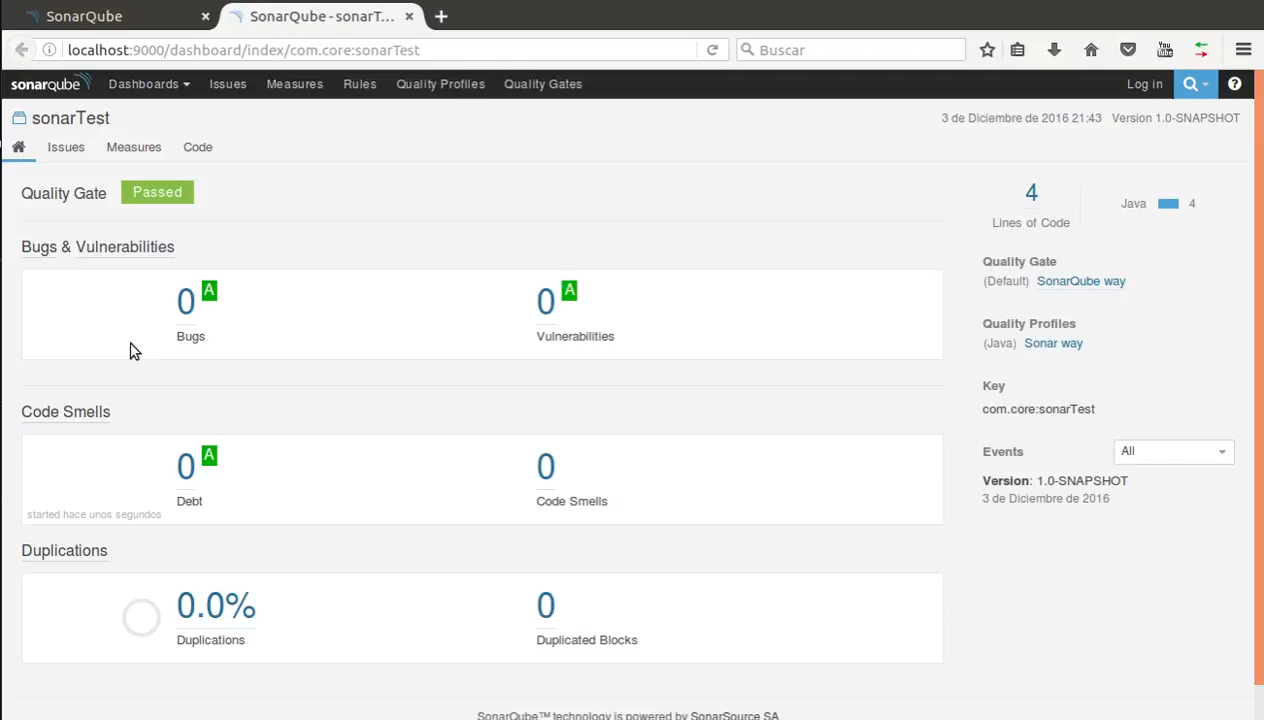 SonarQube
SonarQube - sonarT...
localhost:9000/dashboard/index/com.core:sonarTest
Buscar
You Tube
sonarqube Dashboards Issues Measures Rules Quality Profiles Quality Gates Log in ?
sonarTest
3 de Diciembre de 2016 21:43 Version 1.0-SNAPSHOT
Issues Measures Code
Quality Gate Passed
Bugs & Vulnerabilities
0 A
Bugs
0 A
Vulnerabilities
Code Smells
0 A
Debt
0
Code Smells
started hace unos segundos
Duplications
0.0%
Duplications
0
Duplicated Blocks
4
Lines of Code
Java 4
Quality Gate
(Default) SonarQube way
Quality Profiles
(Java) Sonar way
Key
com.core:sonarTest
Events All
Version: 1.0-SNAPSHOT
3 de Diciembre de 2016
SonarQube™ technology is powered by SonarSource SA